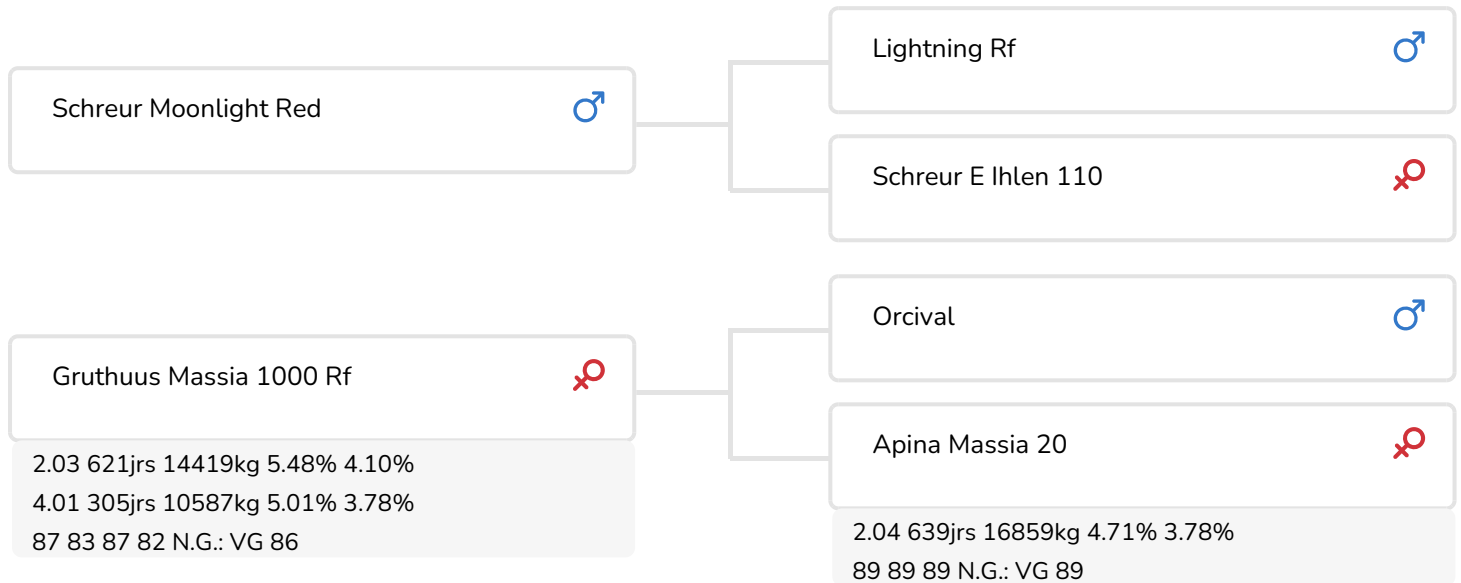 Schreur Moonlight Red
Lightning Rf
Schreur E Ihlen 110
Gruthuus Massia 1000 Rf
2.03 621jrs 14419kg 5.48% 4.10%
4.01 305jrs 10587kg 5.01% 3.78%
87 83 87 82 N.G.: VG 86
Orcival
Apina Massia 20
2.04 639jrs 16859kg 4.71% 3.78%
89 89 89 N.G.: VG 89